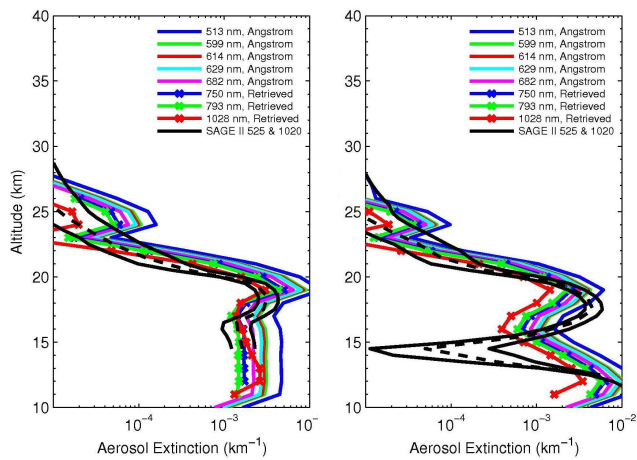 40
35
30
25
20
15
10
Altitude (km)
513 nm, Angstrom
599 nm, Angstrom
614 nm, Angstrom
629 nm, Angstrom
682 nm, Angstrom
750 nm, Retrieved
793 nm, Retrieved
1028 nm, Retrieved
SAGE II 525 & 1020
10⁻⁴
10⁻³
10⁻
Aerosol Extinction (km⁻¹)
40
35
30
25
20
15
10
513 nm, Angstrom
599 nm, Angstrom
614 nm, Angstrom
629 nm, Angstrom
682 nm, Angstrom
750 nm, Retrieved
793 nm, Retrieved
1028 nm, Retrieved
SAGE II 525 & 1020
10⁻⁴
10⁻³
10⁻²
Aerosol Extinction (km⁻¹)